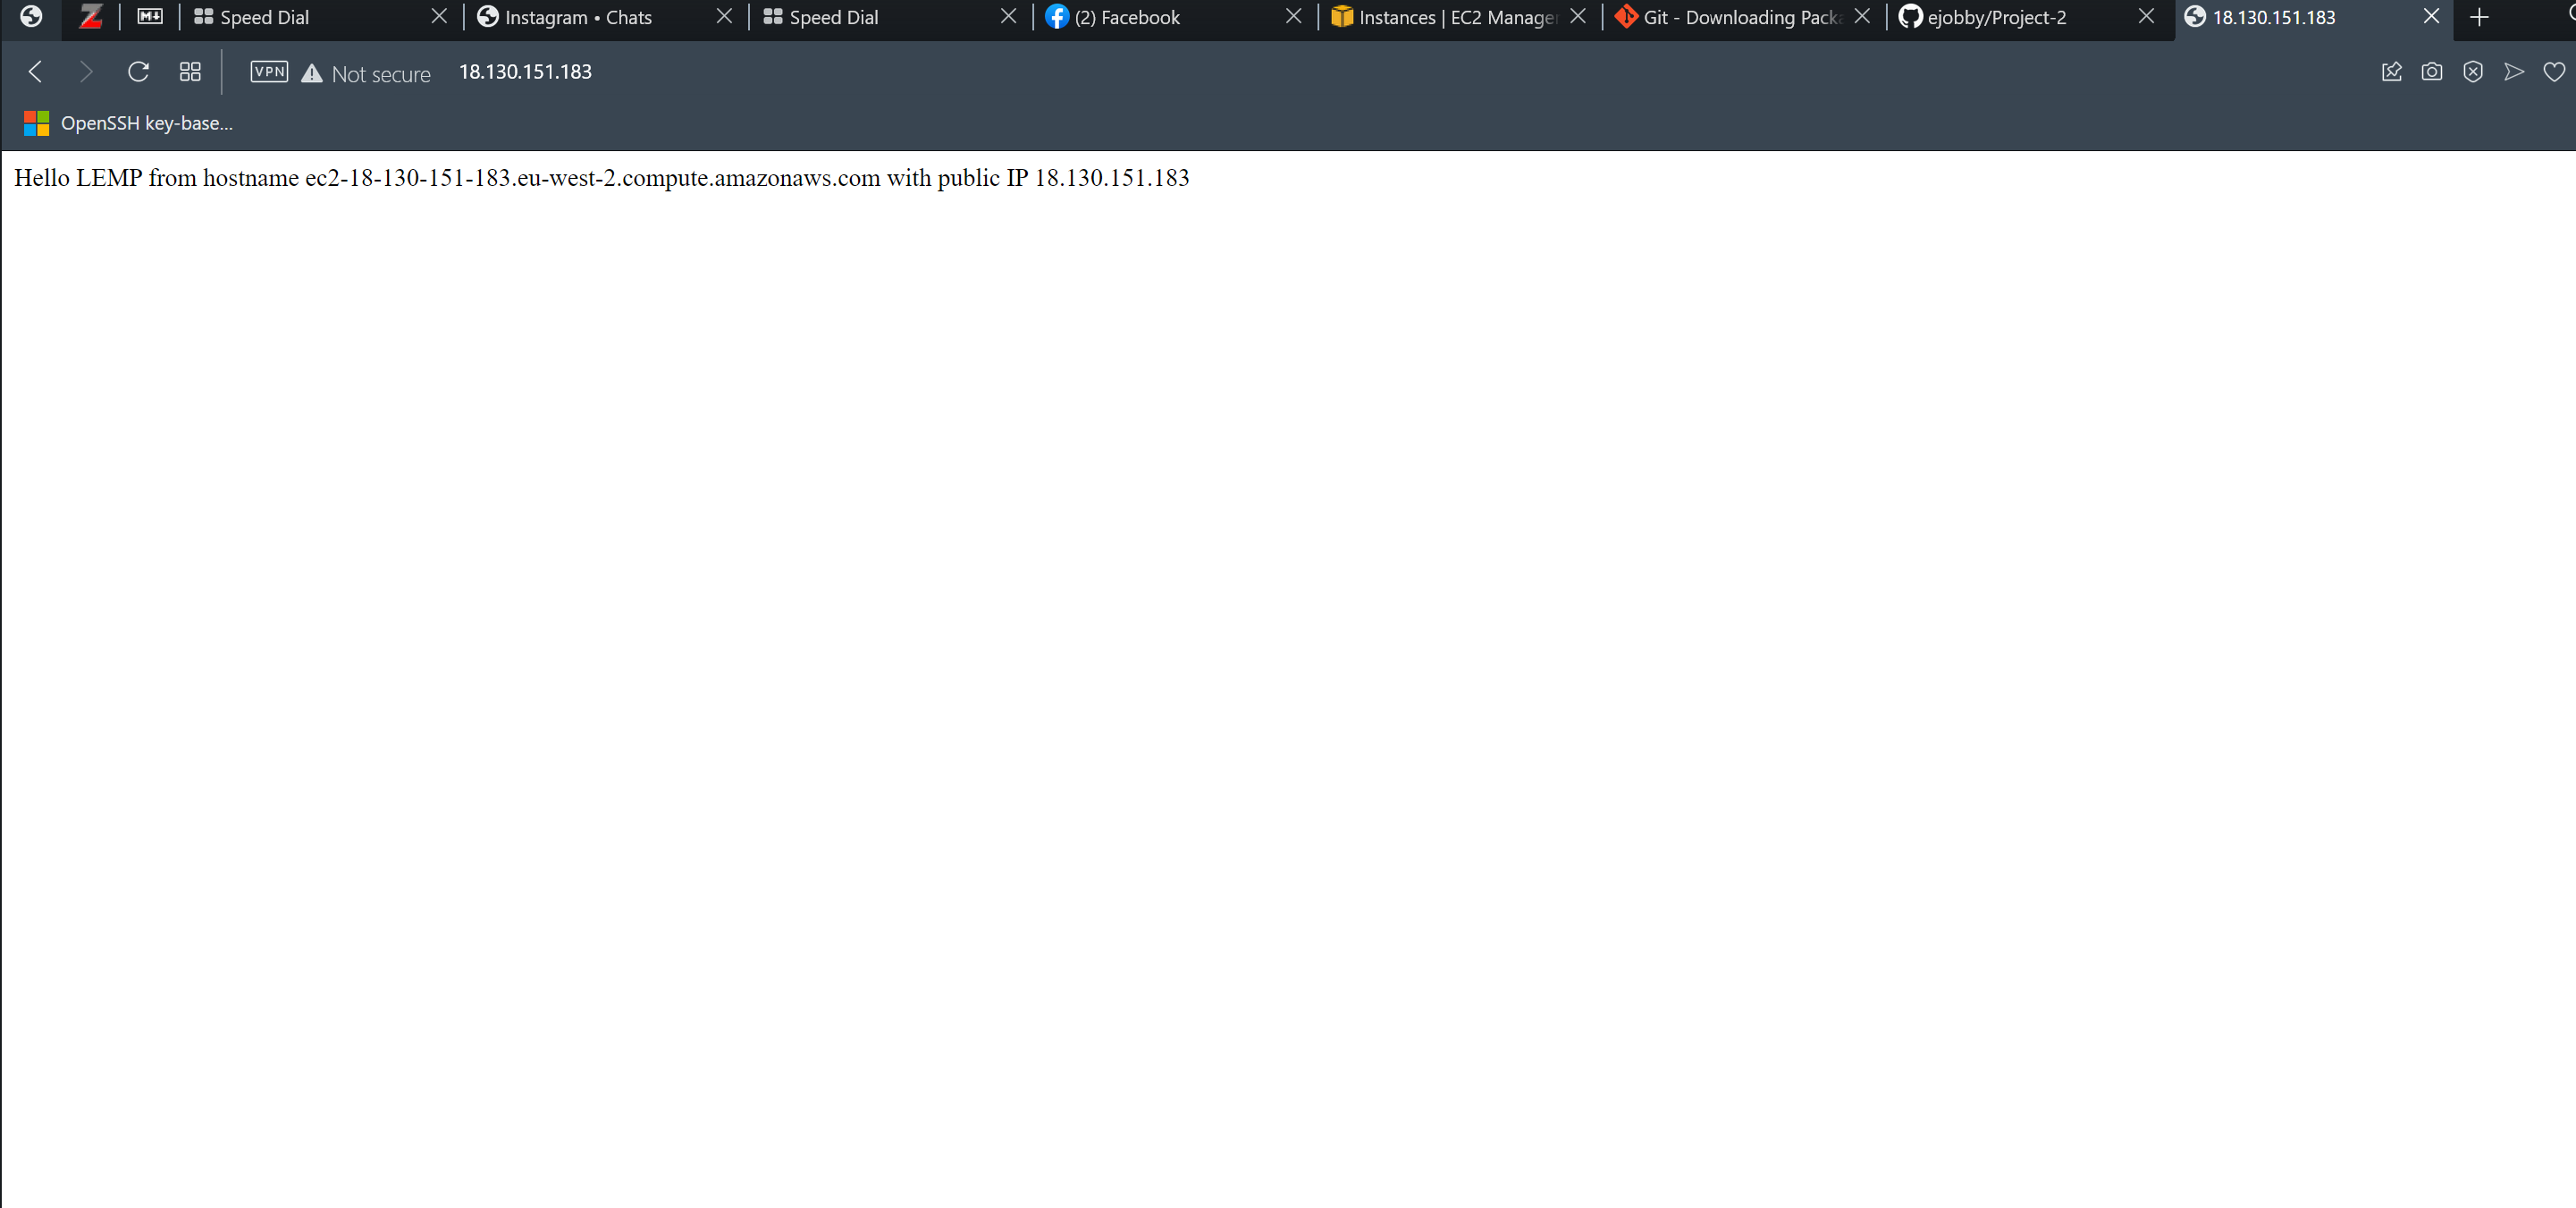 Speed Dial
Instagram • Chats
Speed Dial
(2) Facebook
Instances | EC2 Manage
Git - Downloading Pack
ejobby/Project-2
18.130.151.183
VPN Not secure 18.130.151.183
OpenSSH key-base...
Hello LEMP from hostname ec2-18-130-151-183.eu-west-2.compute.amazonaws.com with public IP 18.130.151.183